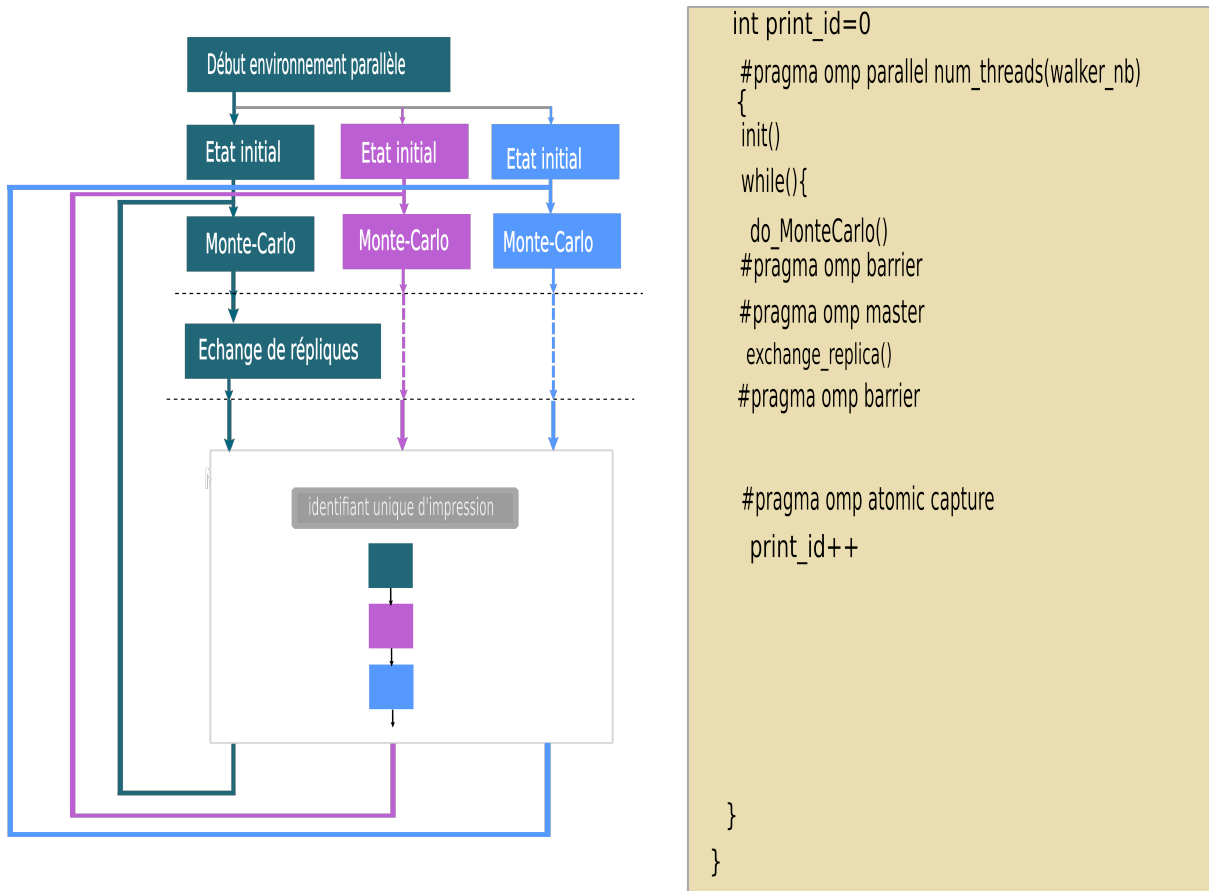 Début environnement parallèle
Etat initial
Etat initial
Etat initial
Monte-Carlo
Monte-Carlo
Monte-Carlo
Echange de répliques
identifiant unique d'impression
int print_id=0
#pragma omp parallel num_threads(walker_nb)
{
init()
while(){
do_MonteCarlo()
#pragma omp barrier
#pragma omp master
exchange_replica()
#pragma omp barrier
#pragma omp atomic capture
print_id++
}
}